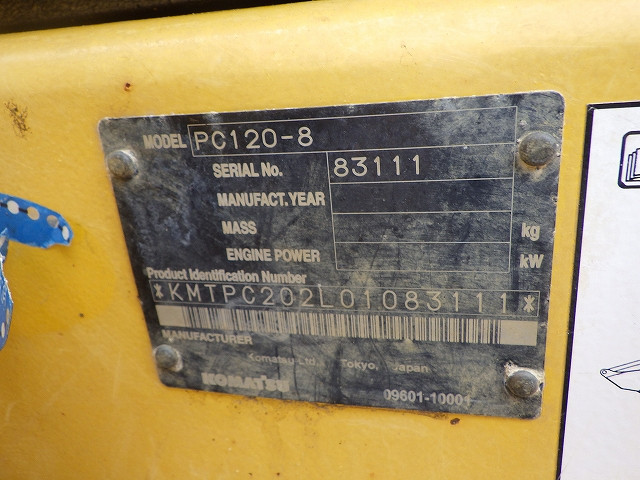 MODEL PC120-8
SERIAL No. 83111
MANUFACT.YEAR
MASS kg
ENGINE POWER kW
Product Identification Number
*KMTPC202L01083111*
MANUFACTURER
Komatsu Ltd. Tokyo, Japan
KOMATSU
09601-10001